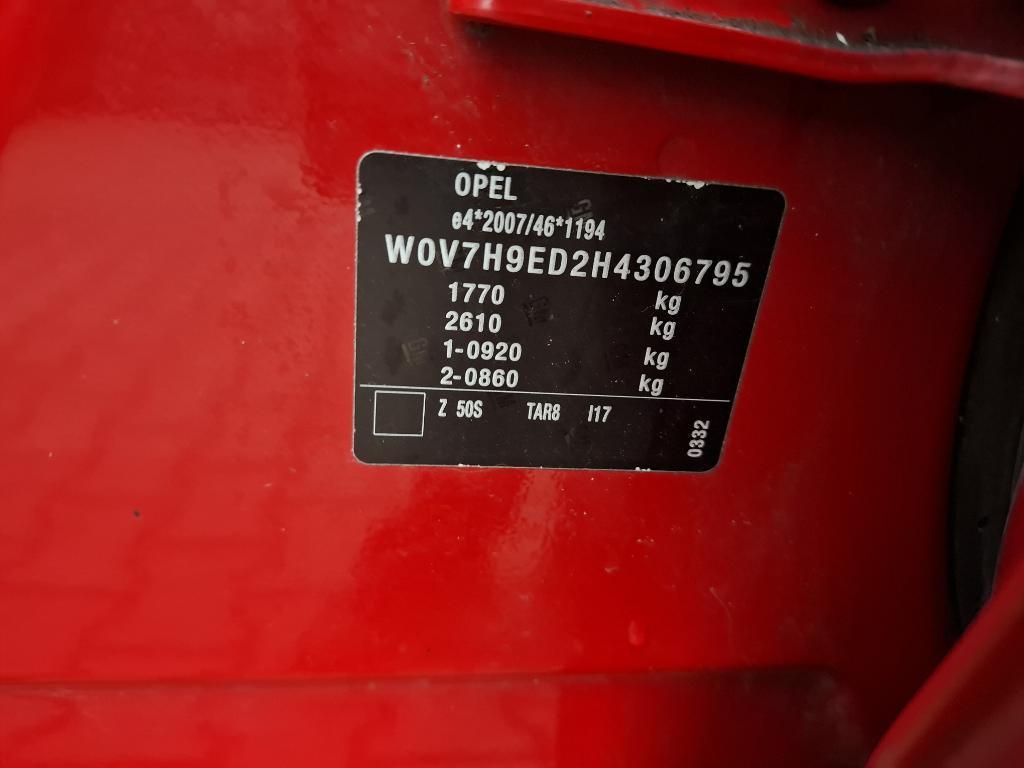 OPEL
e4*2007/46*1194
W0V7H9ED2H4306795
1770 kg
2610 kg
1-0920 kg
2-0860 kg
Z 50S TAR8 I17
0332